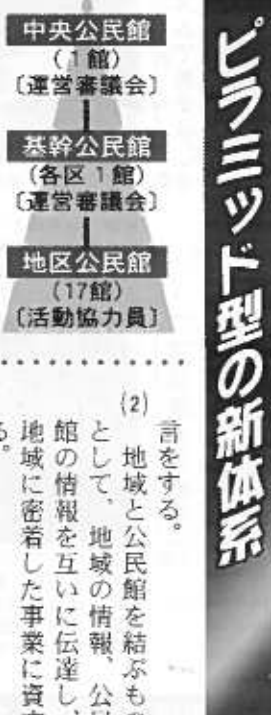 ピラミッド型の新体系
中央公民館
(1館)
〔運営審議会〕
基幹公民館
(各区1館)
〔運営審議会〕
地区公民館
(17館)
〔活動協力員〕
言をする。
(2) 地域と公民館を結ぶもの
として、地域の情報、公民
館の情報を互いに伝達し、
地域に密着した事業に資
る。